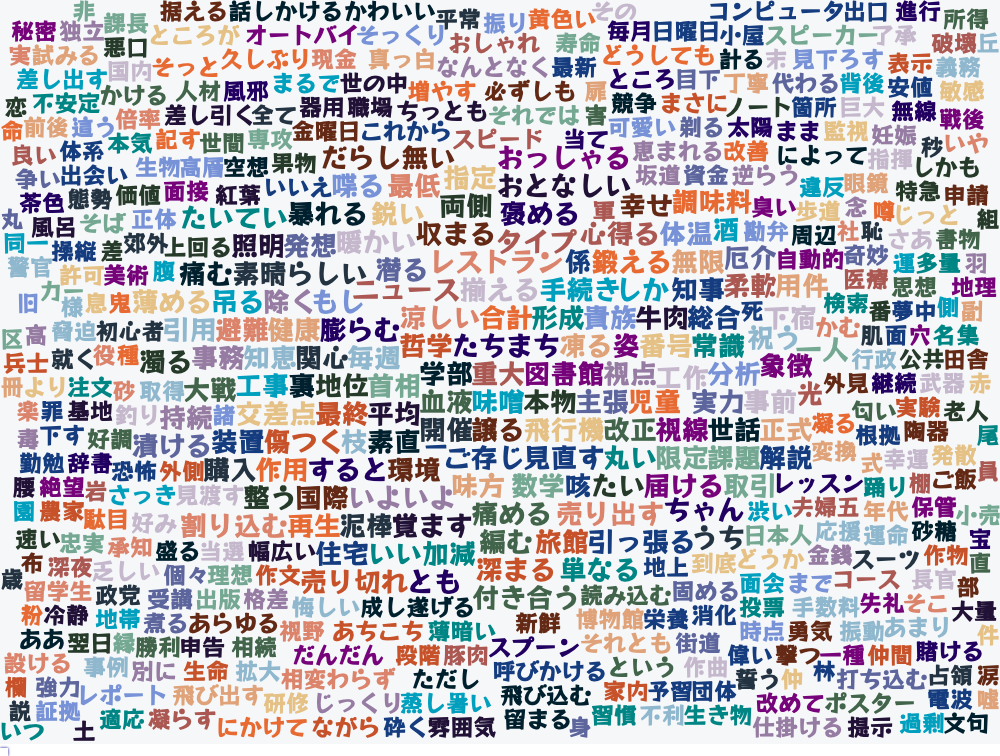 非 課長 据える 話しかける かわいい 平常 振り 黄色い その コンピュータ 出口 進行 所得
秘密 独立 ところが オートバイ そっくり おしゃれ 寿命 毎月 日曜日 小屋 スピーカー 了承 破壊 丘
実 試みる 悪口 そっと 久しぶり 現金 真っ白 なんとなく 最新 どうしても 計る 末 見下ろす 表示 義務
差し出す 国内 かける 人材 風邪 まるで 世の中 増やす 必ずしも 扉 ところ 目下 丁寧 代わる 背後 安値 敏感
恋 不安定 倍率 差し引く 全て 器用 職場 ちっとも それでは 害 競争 まさに ノート 箇所 巨大 無線 戦後
命 前後 違う 本気 記す 世間 専攻 金曜日 これから スピード 当て 可愛い 剃る 太陽 まま 監視 妊娠 秒 いや
良い 体系 生物 高層 空想 果物 だらし無い おっしゃる 恵まれる 改善 によって 指揮 しかも
争い 出会い 茶色 態勢 価値 面接 紅葉 いいえ 喋る 最低 指定 おとなしい 坂道 資金 逆らう 違反 眼鏡 特急 申請
丸 風呂 そば 正体 たいてい 暴れる 鋭い 両側 褒める 軍 幸せ 調味料 臭い 歩道 念 噂 じっと 組
同一 操縦 差 郊外 上回る 照明 発想 暖かい 収まる タイプ 心得る 体温 酒 勘弁 周辺 社 恥 さあ 書物
警官 許可 美術 腹 痛む 素晴らしい 潜る レストラン 係 鍛える 無限 厄介 自動的 奇妙 運 多量 羽
旧 カー 様 息 鬼 薄める 吊る 除く もし ニュース 揃える 手続き しか 知事 柔軟 用件 医療 思想 地理
区 高 脅迫 初心者 引用 避難 健康 膨らむ 涼しい 合計 形成 貴族 牛肉 総合 死 下宿 かむ 検索 番 夢中 側 副
兵士 就く 役 種 濁る 事務 知恵 関心 毎週 哲学 たちまち 凍る 姿 番号 常識 祝う 一人 肌 面 穴 名 集
冊 より 注文 砂 取得 大戦 工事 裏 地位 首相 学部 重大 図書館 視点 工作 分析 象徴 行政 公共 田舎
楽 罪 基地 釣り 持続 諸 交差点 最終 平均 血液 味噌 本物 主張 児童 実力 事前 光 外見 継続 武器 赤
毒 下す 好調 漬ける 装置 傷つく 枝 素直 開催 譲る 飛行機 改正 視線 世話 正式 凝る 匂い 実験 老人
勤勉 辞書 恐怖 外側 購入 作用 すると 環境 ご存じ 見直す 丸い 限定 課題 解説 変換 根拠 陶器 尾
腰 絶望 岩 さっき 見渡す 整う 国際 いよいよ 味方 数学 咳 たい 届ける 取引 レッスン 式 幸運 発散 員
園 農家 駄目 好み 割り込む 再生 泥棒 覚ます 痛める 売り出す ちゃん 渋い 夫婦 五 踊り 棚 ご飯
速い 忠実 承知 盛る 当選 幅広い 住宅 いい加減 編む 旅館 引っ張る うち 日本人 応援 運命 年代 保管 小売
歳 布 深夜 乏しい 個々 理想 作文 売り切れ とも 深まる 単なる 地上 到底 どうか 金銭 スーツ 作物 砂糖 宝 直
留学生 政党 受講 出版 格差 悔しい 成し遂げる 付き合う 読み込む 固める 面会 まで コース 長官 部
粉 冷静 地帯 煮る あらゆる 視野 あちこち 薄暗い 新鮮 博物館 栄養 消化 投票 手数料 失礼 そこ 大量
ああ 翌日 縁 勝利 申告 相続 だんだん 段階 豚肉 スプーン それとも 街道 時点 勇気 振動 あまり 件
設ける 事例 別に 生命 拡大 相変わらず ただし 呼びかける という 作曲 偉い 撃つ 一種 仲間 賭ける
欄 強力 レポート 飛び出す 研修 じっくり 蒸し暑い 飛び込む 家内 予習 団体 誓う 仲 林 打ち込む 占領 涙
説 証拠 適応 凝らす にかけて ながら 砕く 雰囲気 留まる 身 習慣 不利 生き物 改めて ポスター 電波 嘘
いつ 土 仕掛ける 提示 過剰 文句